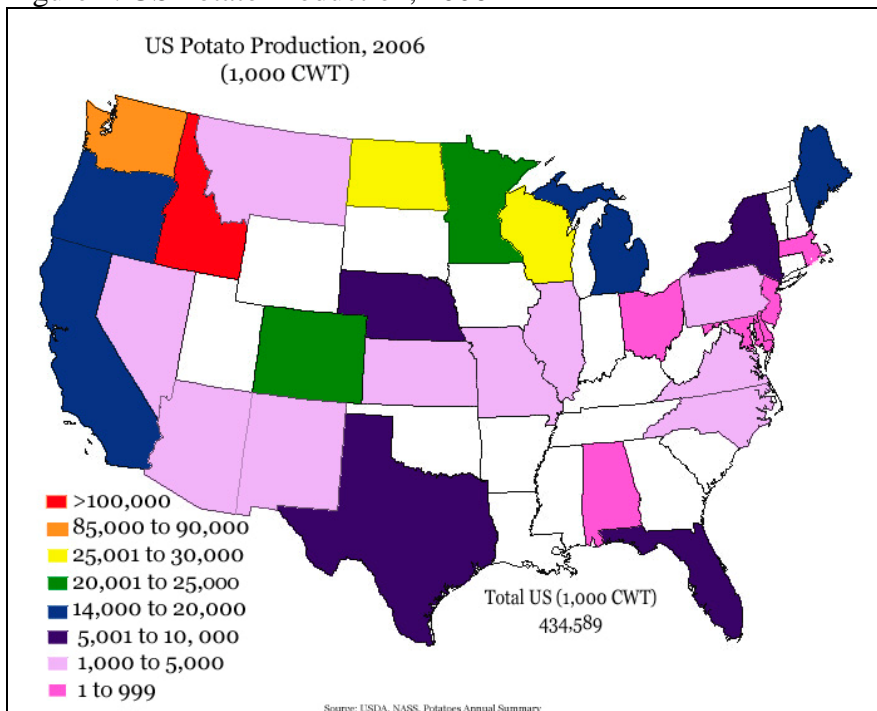 US Potato Production, 2006
(1,000 CWT)
>100,000
85,000 to 90,000
25,001 to 30,000
20,001 to 25,000
14,000 to 20,000
5,001 to 10, 000
1,000 to 5,000
1 to 999
Total US (1,000 CWT)
434,589
Source: USDA, NASS, Potatoes Annual Summary